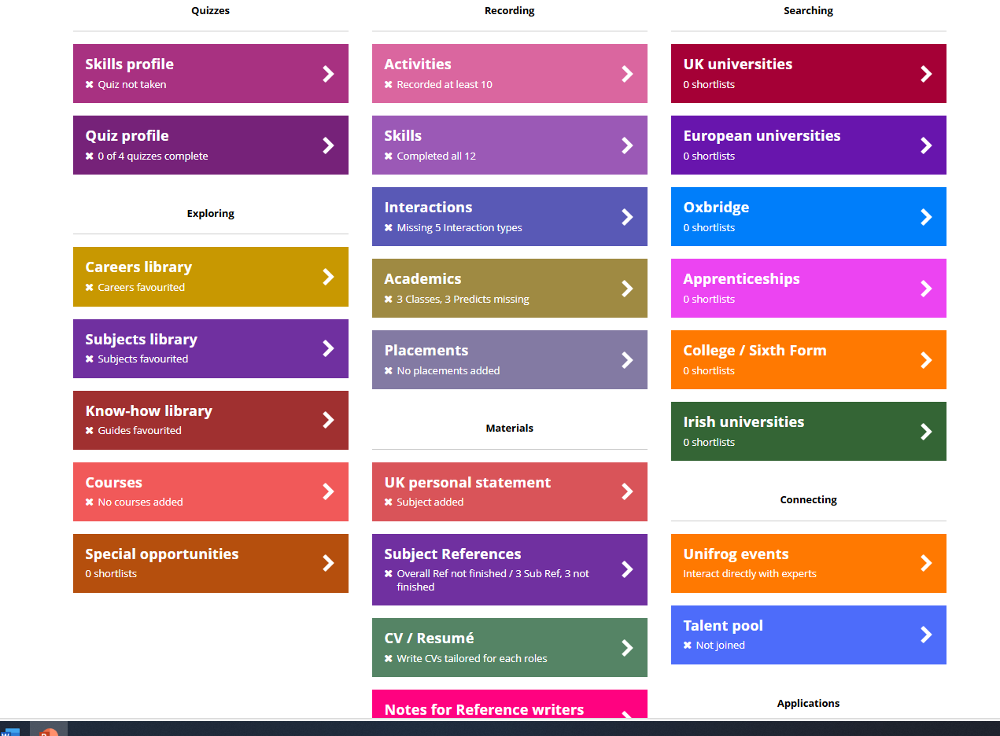 Quizzes
Skills profile
✖ Quiz not taken
Quiz profile
✖ 0 of 4 quizzes complete
Exploring
Careers library
✖ Careers favourited
Subjects library
✖ Subjects favourited
Know-how library
✖ Guides favourited
Courses
✖ No courses added
Special opportunities
0 shortlists
Recording
Activities
✖ Recorded at least 10
Skills
✖ Completed all 12
Interactions
✖ Missing 5 Interaction types
Academics
✖ 3 Classes, 3 Predicts missing
Placements
✖ No placements added
Materials
UK personal statement
✖ Subject added
Subject References
✖ Overall Ref not finished / 3 Sub Ref, 3 not
finished
CV / Resumé
✖ Write CVs tailored for each roles
Notes for Reference writers
Searching
UK universities
0 shortlists
European universities
0 shortlists
Oxbridge
0 shortlists
Apprenticeships
0 shortlists
College / Sixth Form
0 shortlists
Irish universities
0 shortlists
Connecting
Unifrog events
Interact directly with experts
Talent pool
✖ Not joined
Applications